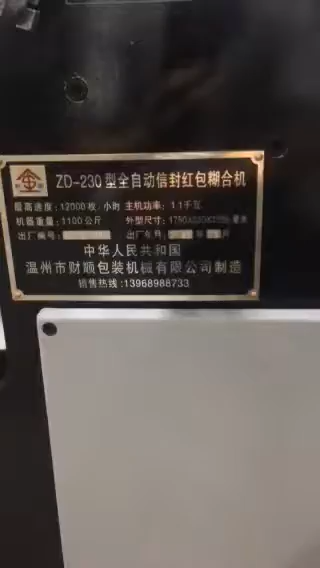 ZD-230型全自动信封红包糊合机
最高速度:12000枚/小时 主机功率:1.1千瓦
机器重量:1100公斤 外型尺寸: 毫米
出厂编号: 出厂年月: 年 月
中华人民共和国
温州市财顺包装机械有限公司制造
销售热线:13968988733